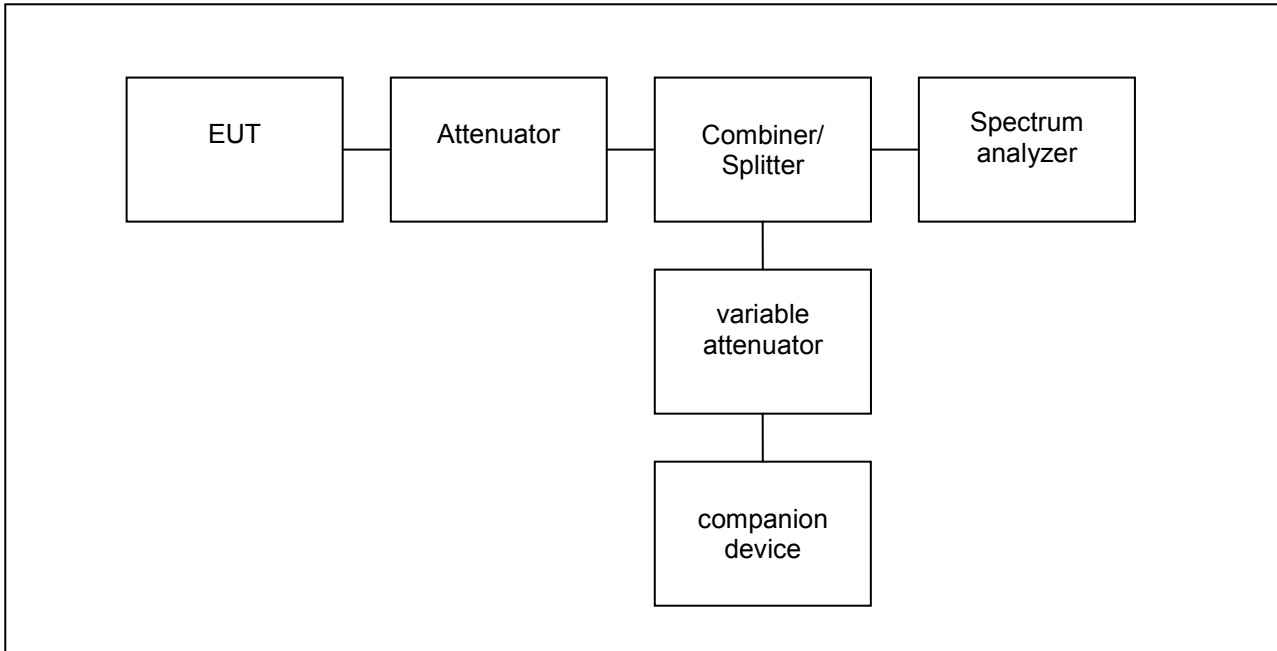 EUT
Attenuator
Combiner/
Splitter
Spectrum
analyzer
variable
attenuator
companion
device